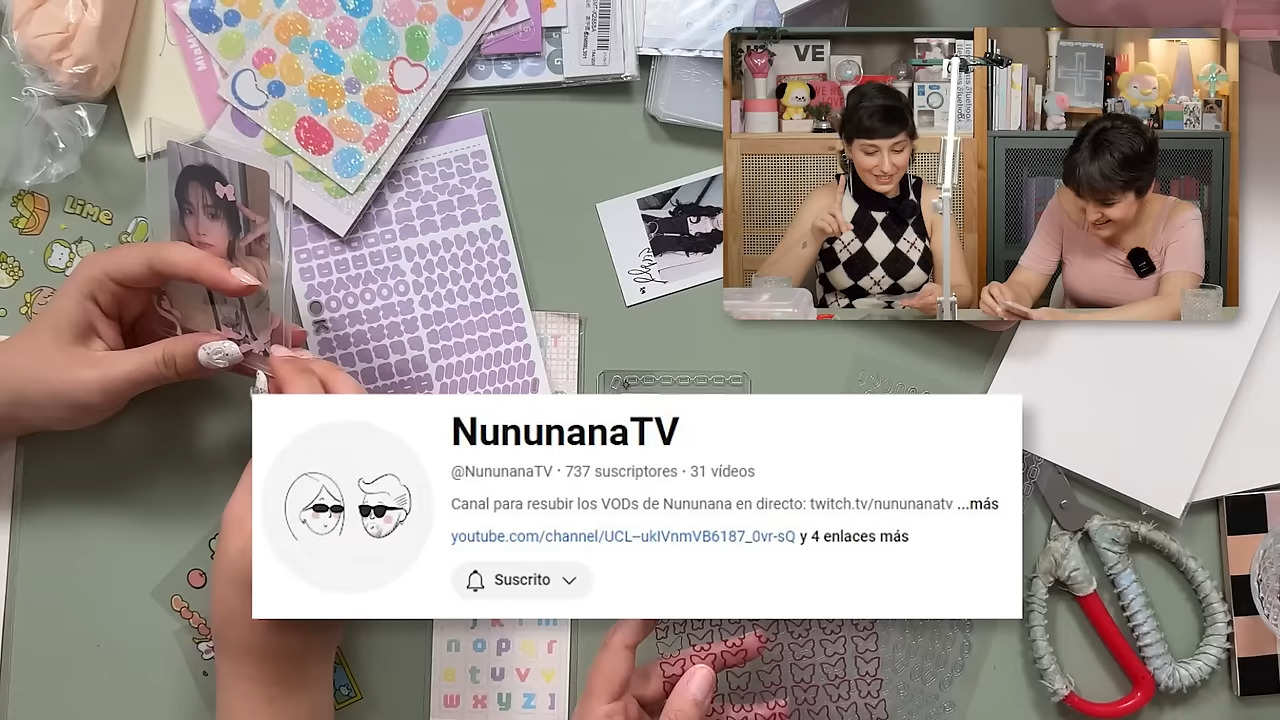 LiME
VE
NununanaTV
@NununanaTV · 737 suscriptores · 31 vídeos
Canal para resubir los VODs de Nununana en directo: twitch.tv/nununanatv ...más
youtube.com/channel/UCL–ukIVnmVB6187_0vr-sQ y 4 enlaces más
Suscrito
j k l m
n o p q r
s t u v
w x y z